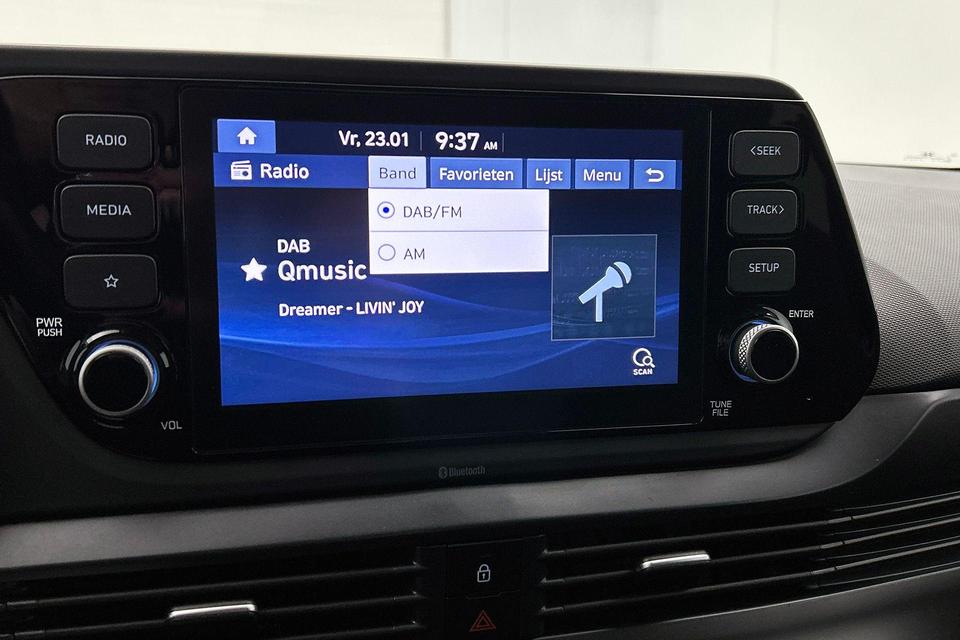 RADIO
MEDIA
PWR
PUSH
VOL
Vr, 23.01 9:37 AM
Radio
Band Favorieten Lijst Menu
DAB/FM
AM
DAB
Qmusic
Dreamer - LIVIN' JOY
SCAN
<SEEK
TRACK>
SETUP
ENTER
TUNE
FILE
Bluetooth